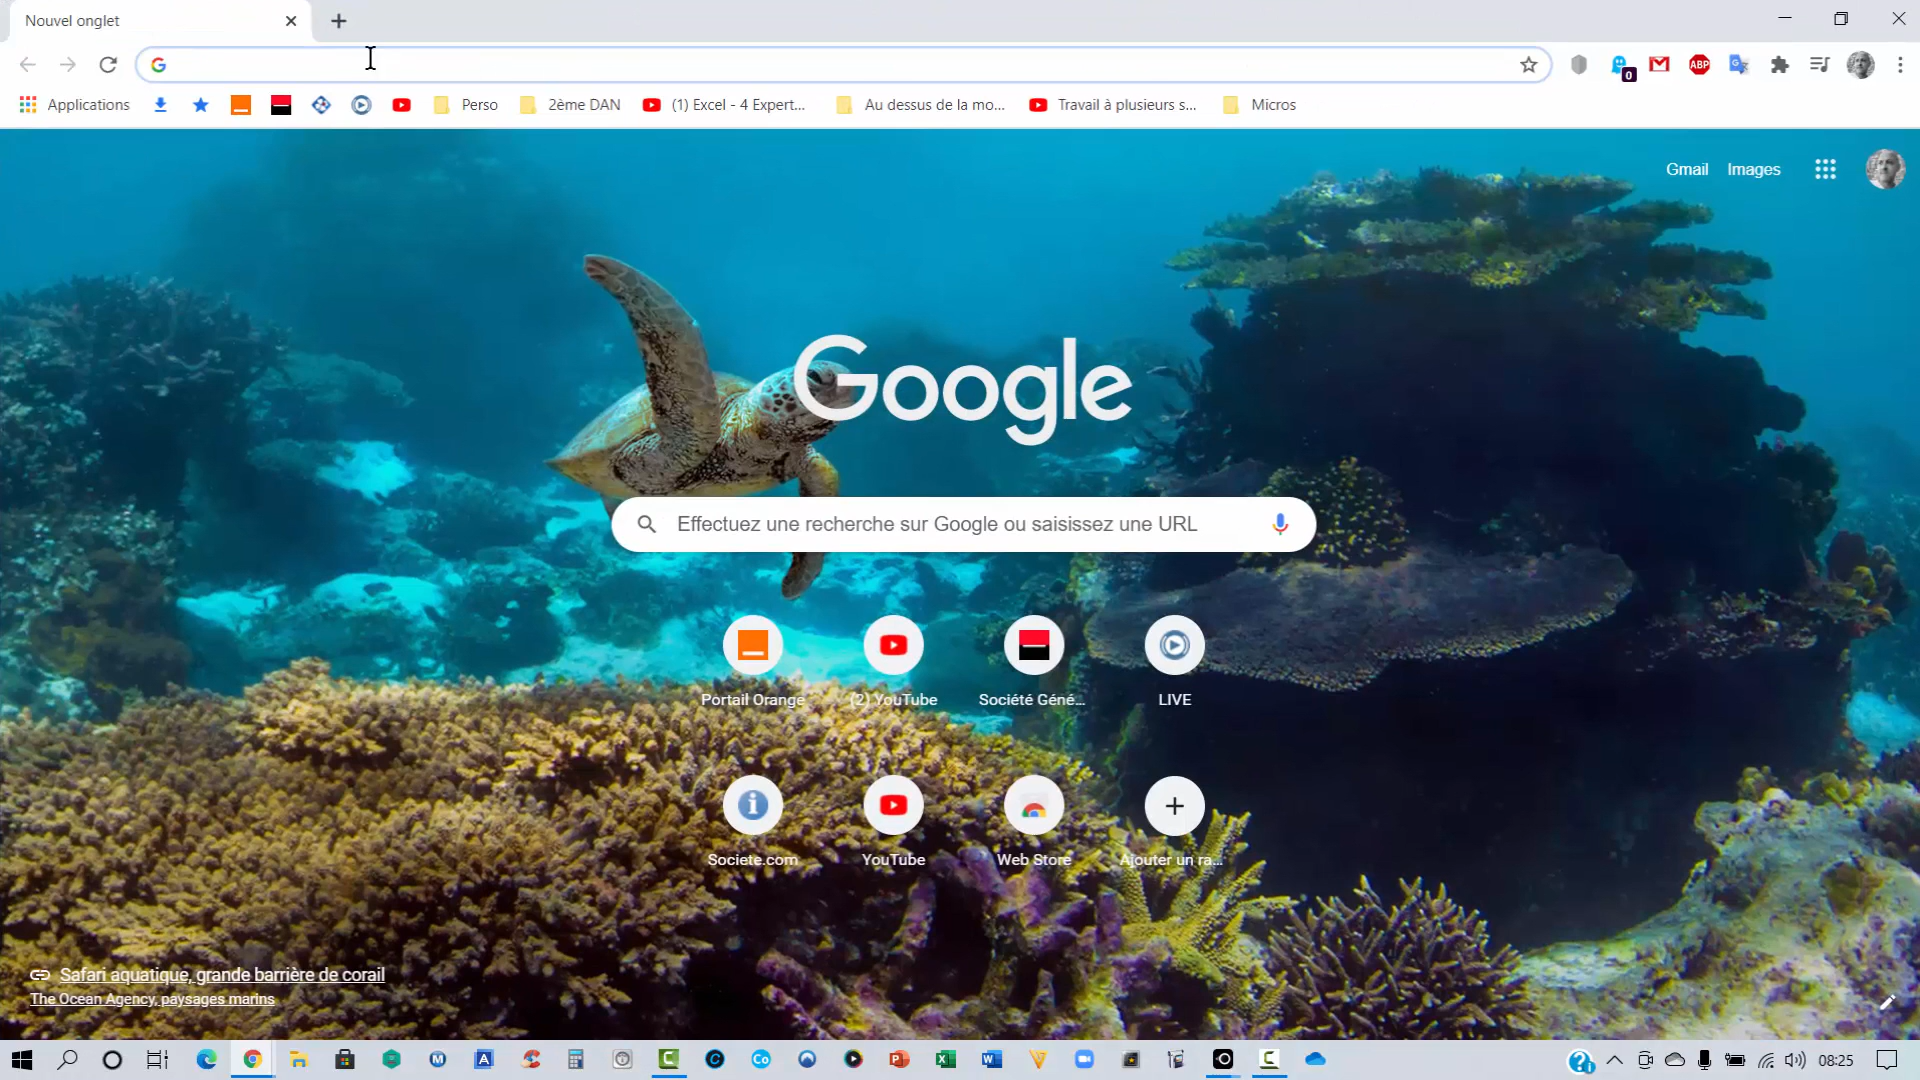 Nouvel onglet
Applications
Perso
2ème DAN
(1) Excel - 4 Expert...
Au dessus de la mo...
Travail à plusieurs s...
Micros
0
ABP
Gmail
Images
Google
Effectuez une recherche sur Google ou saisissez une URL
Portail Orange
(2) YouTube
Société Géné...
LIVE
Societe.com
YouTube
Web Store
Ajouter un ra...
Safari aquatique, grande barrière de corail
The Ocean Agency, paysages marins
08:25